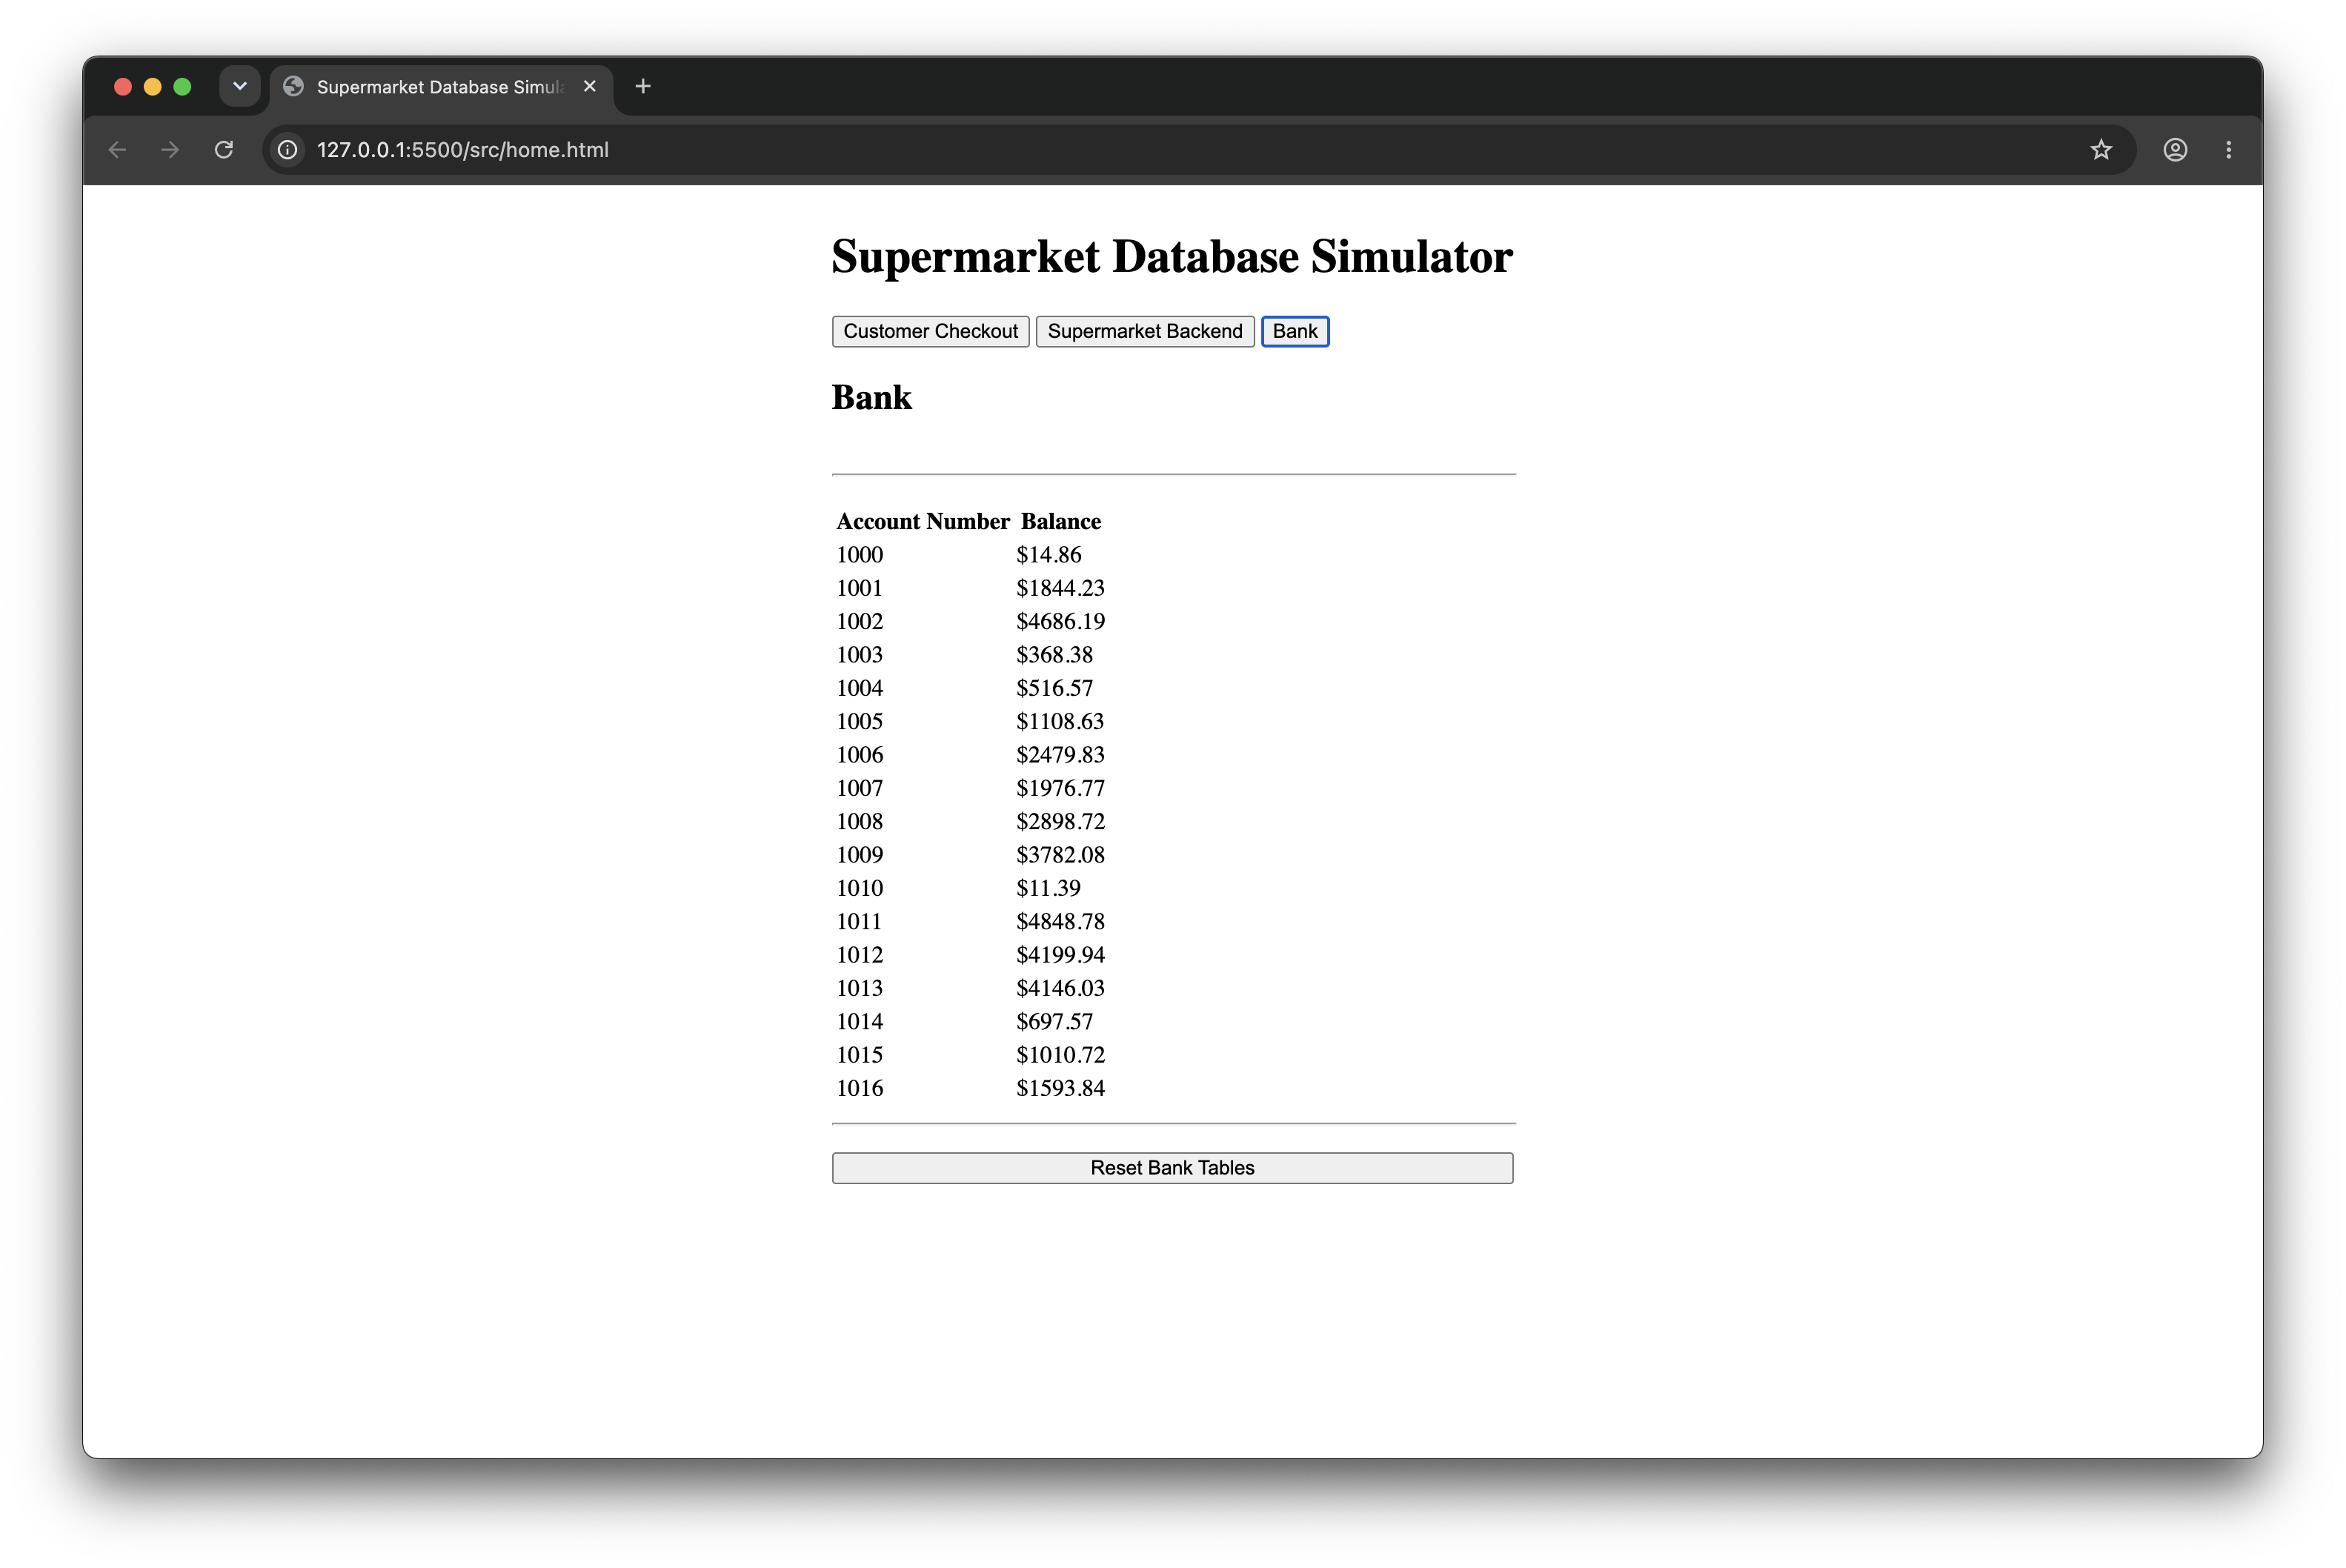 Supermarket Database Simula
127.0.0.1:5500/src/home.html
Supermarket Database Simulator
Customer Checkout Supermarket Backend Bank
Bank
Account Number Balance
1000 $14.86
1001 $1844.23
1002 $4686.19
1003 $368.38
1004 $516.57
1005 $1108.63
1006 $2479.83
1007 $1976.77
1008 $2898.72
1009 $3782.08
1010 $11.39
1011 $4848.78
1012 $4199.94
1013 $4146.03
1014 $697.57
1015 $1010.72
1016 $1593.84
Reset Bank Tables